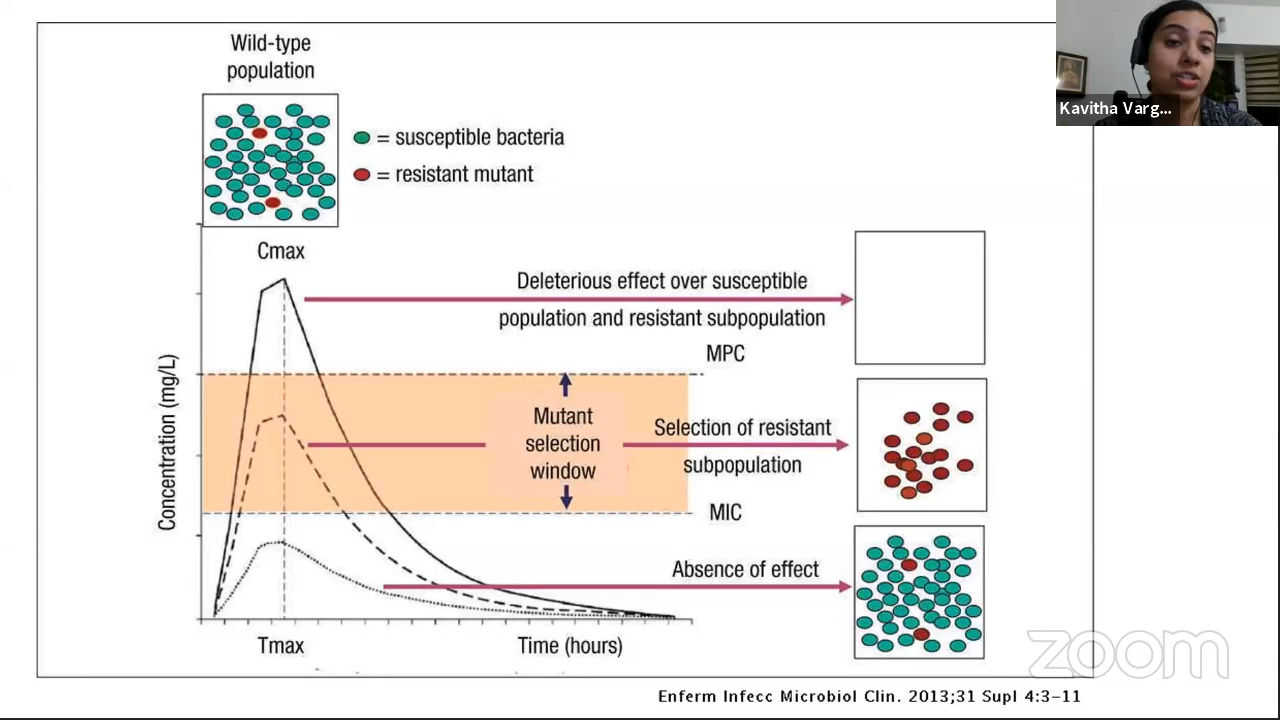 Wild-type
population
= susceptible bacteria
= resistant mutant
Kavitha Varg...
Cmax
Deleterious effect over susceptible
population and resistant subpopulation
MPC
Mutant
selection
window
Selection of resistant
subpopulation
MIC
Absence of effect
Concentration (mg/L)
Tmax
Time (hours)
zoom
Enferm Infecc Microbiol Clin. 2013;31 Supl 4:3–11